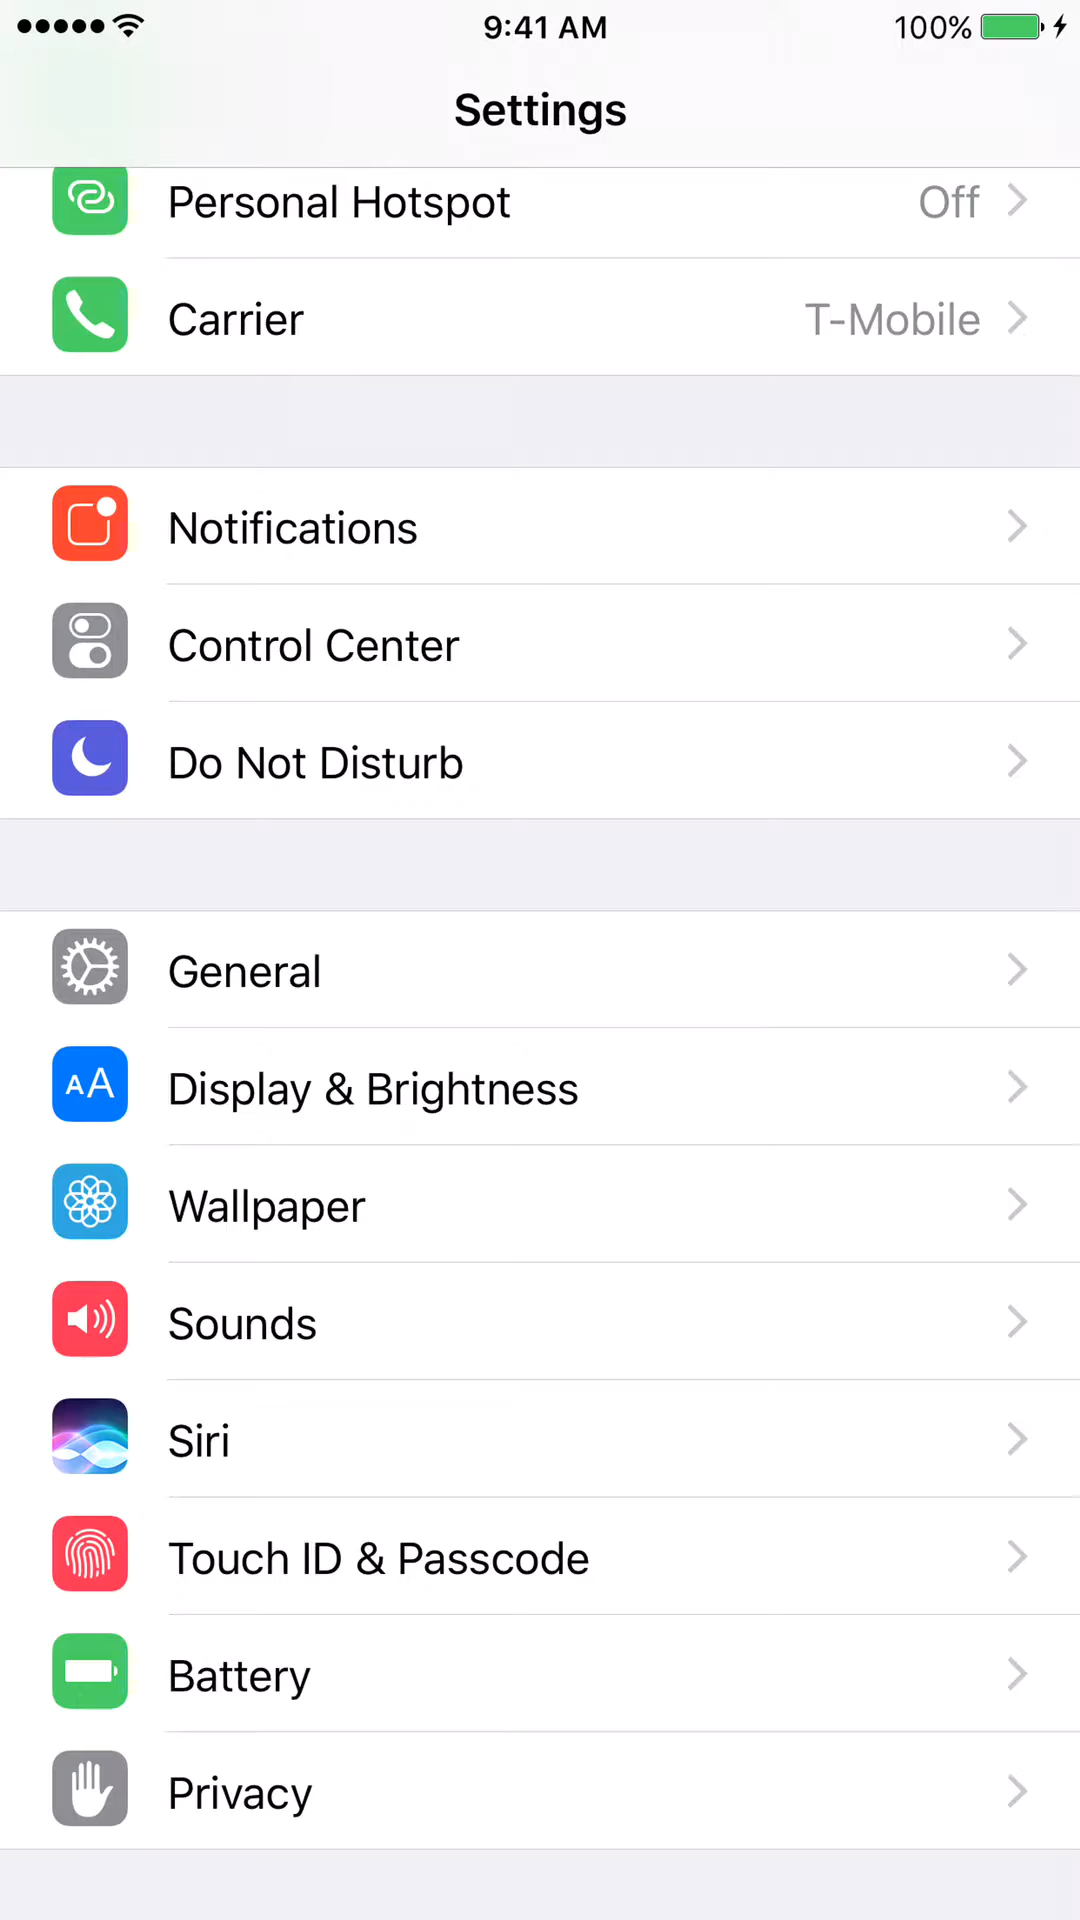 9:41 AM
100%
Settings
Personal Hotspot Off
Carrier T-Mobile
Notifications
Control Center
Do Not Disturb
General
AA Display & Brightness
Wallpaper
Sounds
Siri
Touch ID & Passcode
Battery
Privacy